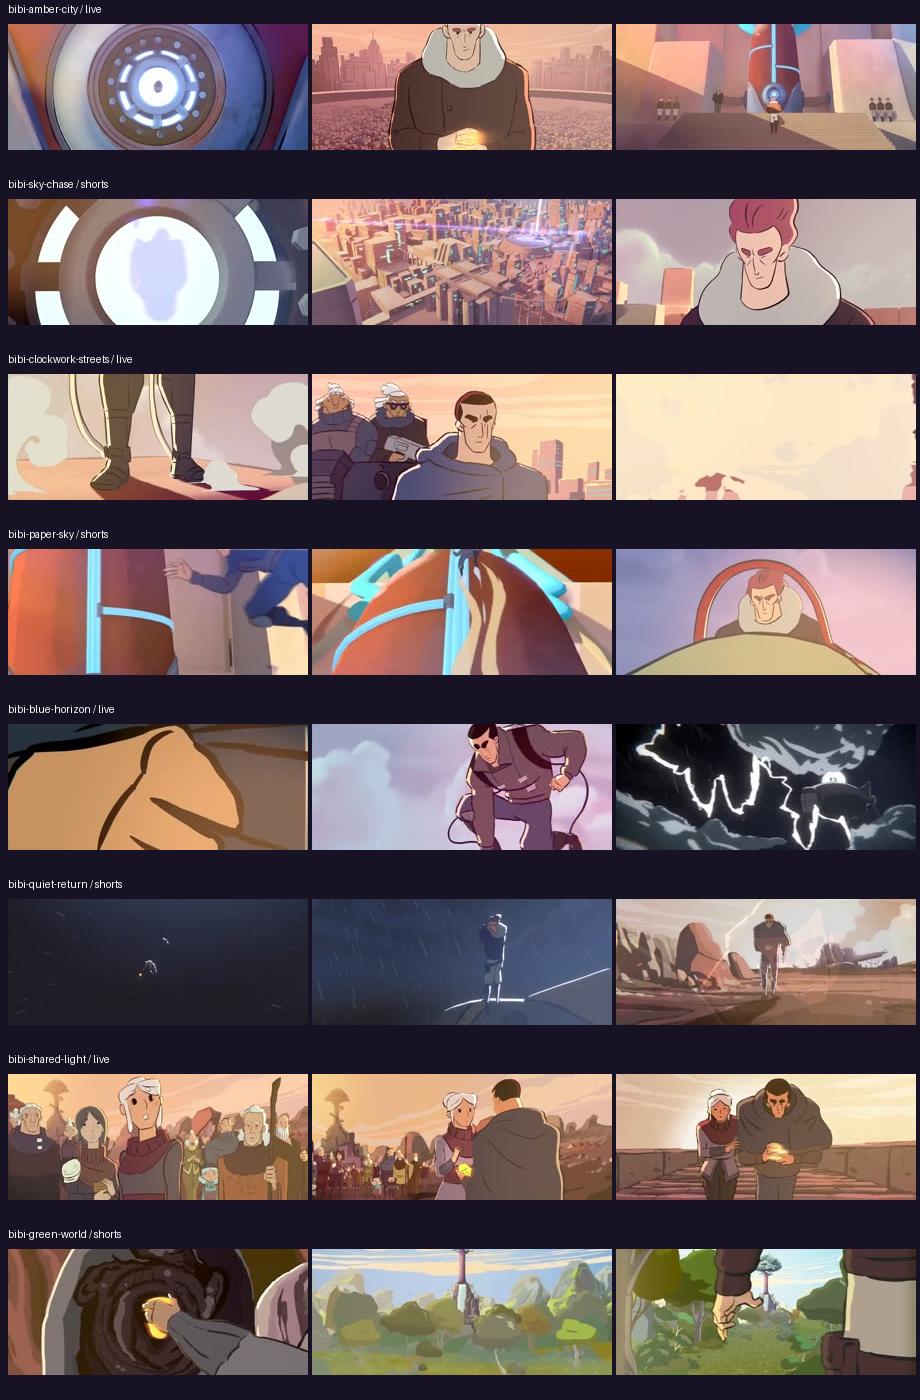 bibi-amber-city / live
bibi-sky-chase / shorts
bibi-clockwork-streets / live
bibi-paper-sky / shorts
bibi-blue-horizon / live
bibi-quiet-return / shorts
bibi-shared-light / live
bibi-green-world / shorts